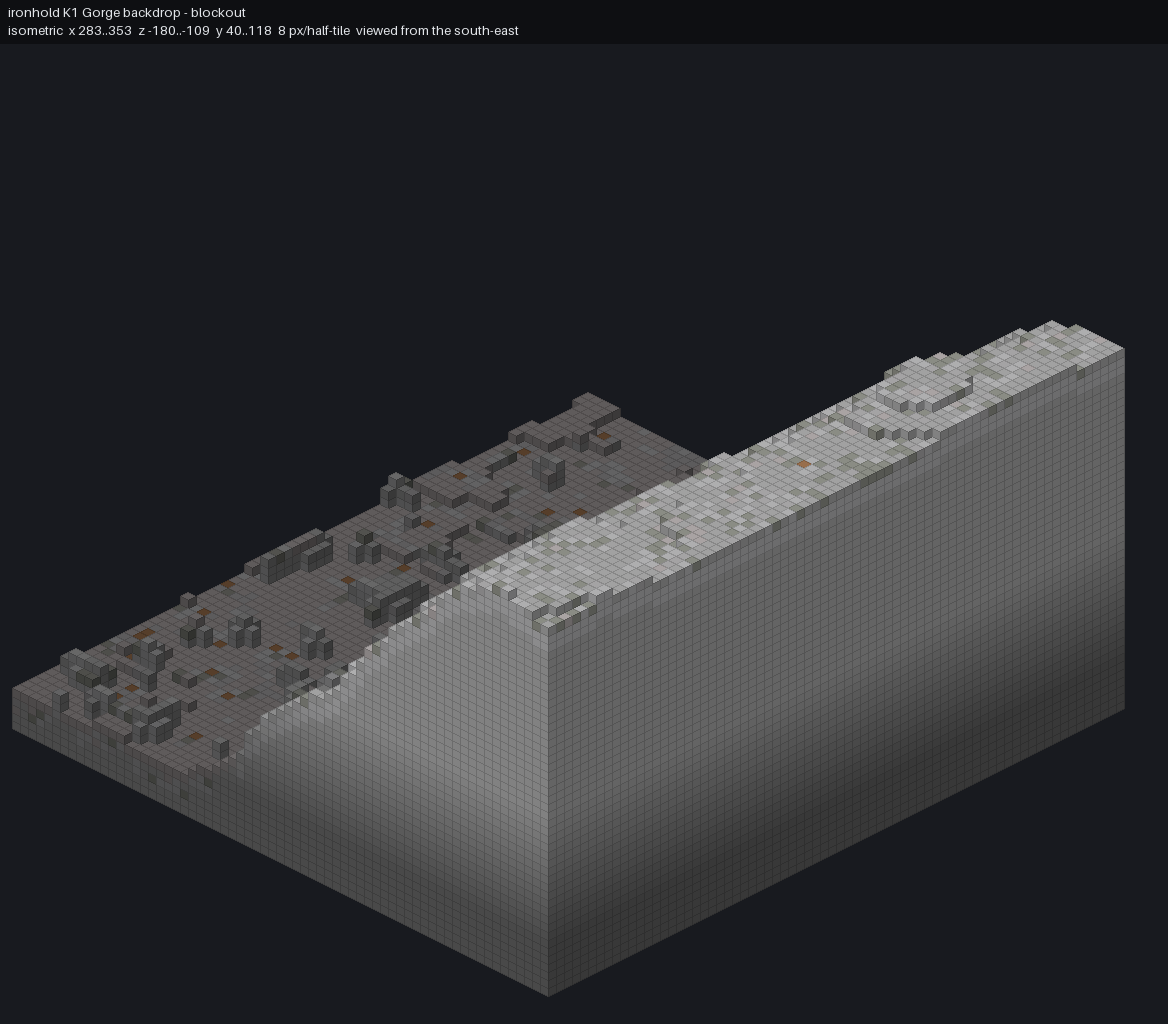 ironhold K1 Gorge backdrop - blockout
isometric  x 283..353  z -180..-109  y 40..118  8 px/half-tile  viewed from the south-east